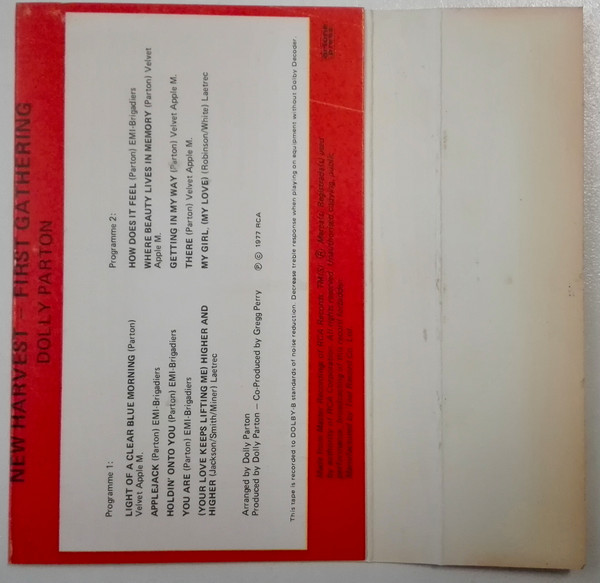 NEW HARVEST – FIRST GATHERING
DOLLY PARTON
Programme 1:
LIGHT OF A CLEAR BLUE MORNING (Parton)
Velvet Apple M.
APPLEJACK (Parton) EMI-Brigadiers
HOLDIN' ONTO YOU (Parton) EMI-Brigadiers
YOU ARE (Parton) EMI-Brigadiers
(YOUR LOVE KEEPS LIFTING ME) HIGHER AND
HIGHER (Jackson/Smith/Miner) Laetrec
Arranged by Dolly Parton
Produced by Dolly Parton – Co-Produced by Gregg Perry
Programme 2:
HOW DOES IT FEEL (Parton) EMI-Brigadiers
WHERE BEAUTY LIVES IN MEMORY (Parton) Velvet
Apple M.
GETTING IN MY WAY (Parton) Velvet Apple M.
THERE (Parton) Velvet Apple M.
MY GIRL, (MY LOVE) (Robinson/White) Laetrec
℗ © 1977 RCA
This tape is recorded to DOLBY B standards of noise reduction. Decrease treble response when playing on equipment without Dolby Decoder.